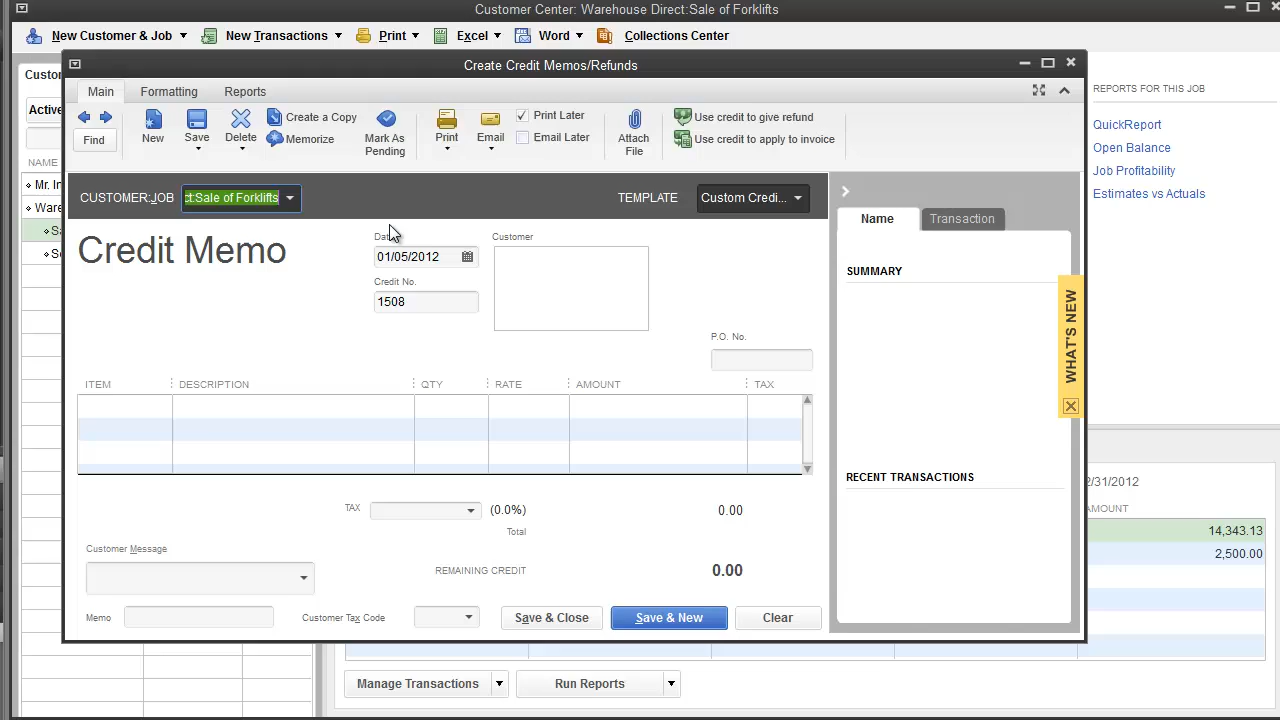 Customer Center: Warehouse Direct:Sale of Forklifts
New Customer & Job
New Transactions
Print
Excel
Word
Collections Center
Custom
Active
NAME
Mr. In
Ware
Sa
Create Credit Memos/Refunds
Main
Formatting
Reports
Find
New
Save
Delete
Create a Copy
Memorize
Mark As
Pending
Print
Email
Print Later
Email Later
Attach
File
Use credit to give refund
Use credit to apply to invoice
CUSTOMER:JOB
ct:Sale of Forklifts
TEMPLATE
Custom Credi...
Credit Memo
01/05/2012
Credit No.
1508
Customer
P.O. No.
ITEM
DESCRIPTION
QTY
RATE
AMOUNT
TAX
TAX
(0.0%)
0.00
Total
Customer Message
REMAINING CREDIT
0.00
Memo
Customer Tax Code
Save & Close
Save & New
Clear
Name
Transaction
SUMMARY
RECENT TRANSACTIONS
WHAT'S NEW
REPORTS FOR THIS JOB
QuickReport
Open Balance
Job Profitability
Estimates vs Actuals
2/31/2012
AMOUNT
14,343.13
2,500.00
Manage Transactions
Run Reports